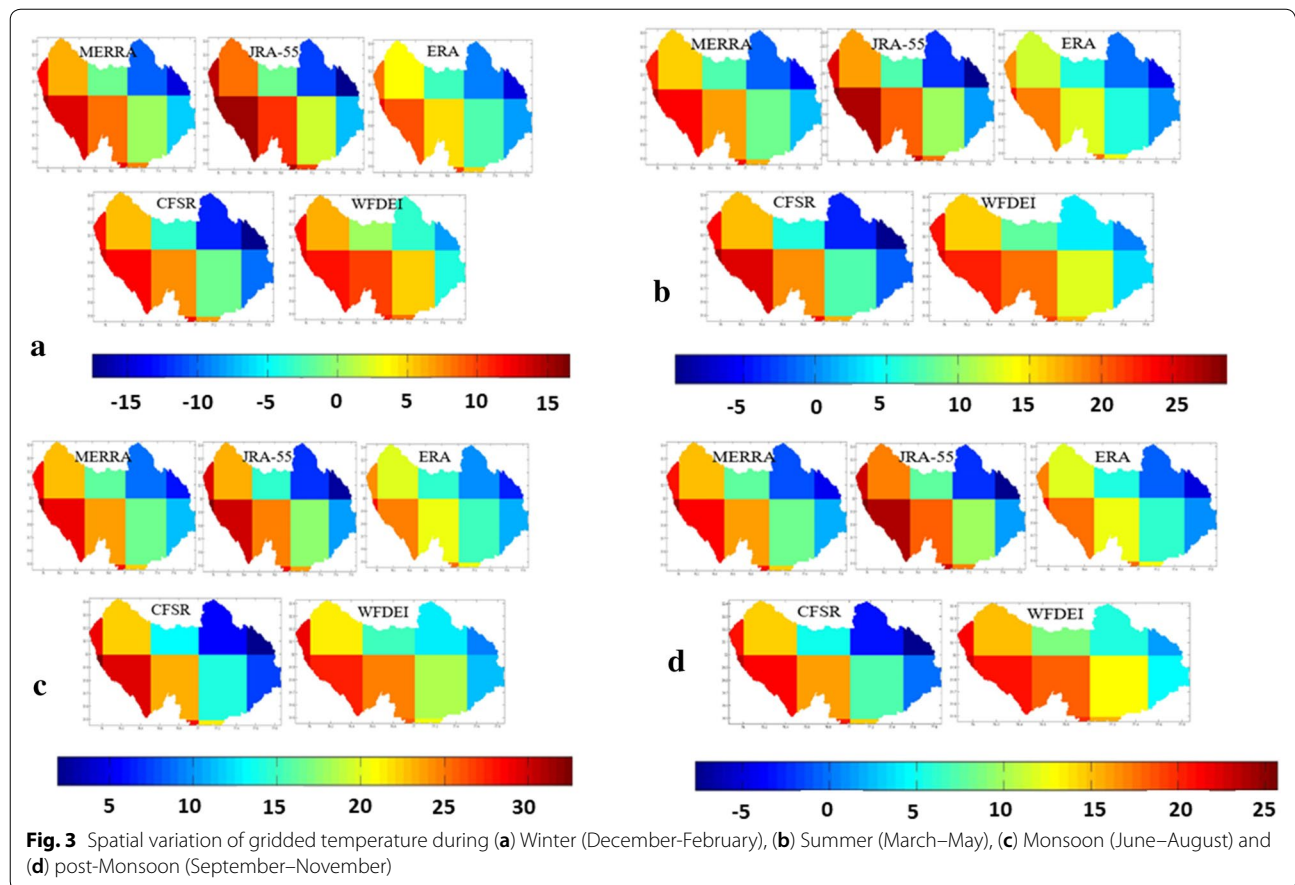 MERRA JRA-55 ERA
CFSR WFDEI
a
-15 -10 -5 0 5 10 15
MERRA JRA-55 ERA
CFSR WFDEI
b
-5 0 5 10 15 20 25
MERRA JRA-55 ERA
CFSR WFDEI
c
5 10 15 20 25 30
MERRA JRA-55 ERA
CFSR WFDEI
d
-5 0 5 10 15 20 25
Fig. 3 Spatial variation of gridded temperature during (a) Winter (December-February), (b) Summer (March–May), (c) Monsoon (June–August) and
(d) post-Monsoon (September–November)